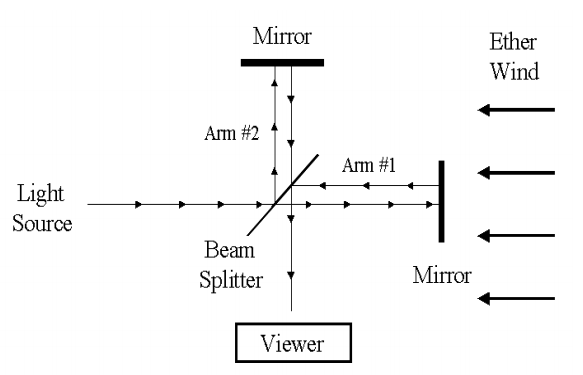 Mirror
Ether
Wind
Arm #2
Arm #1
Light
Source
Beam
Splitter
Mirror
Viewer